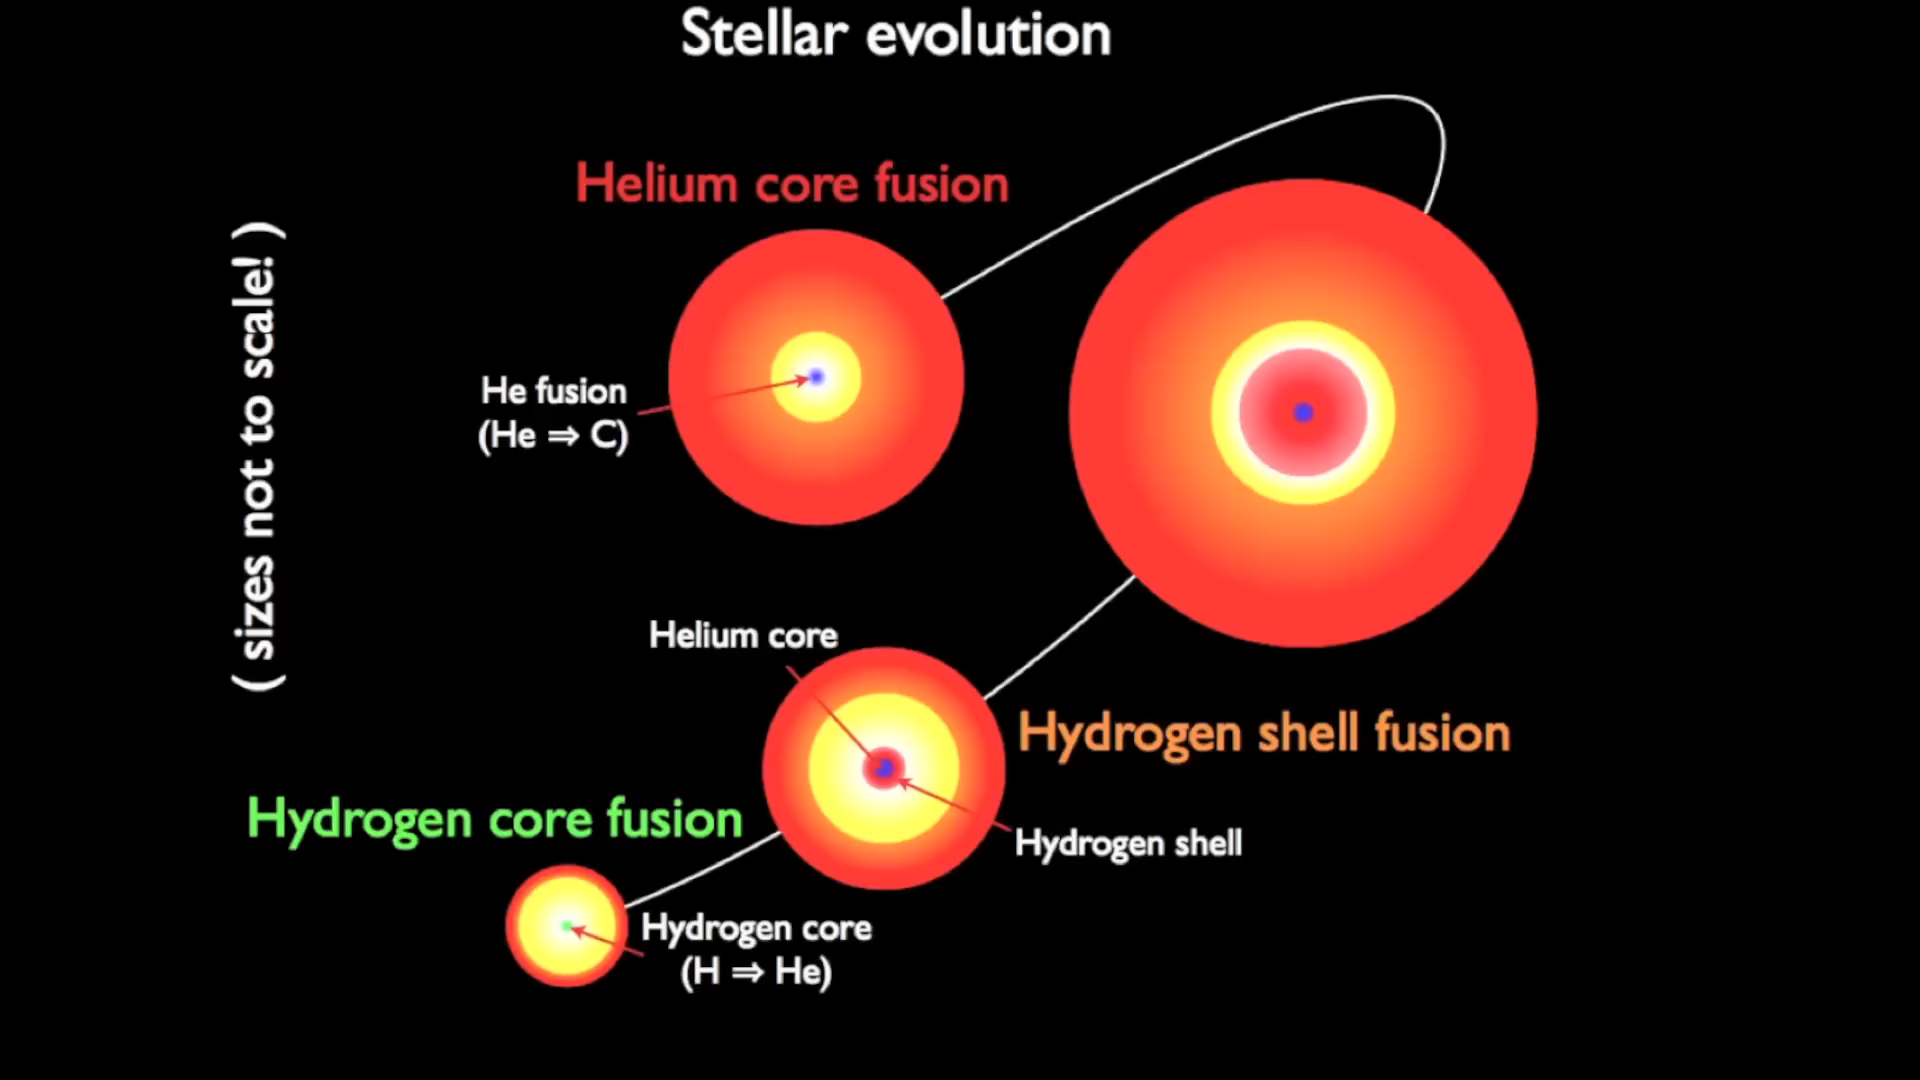 Stellar evolution
Helium core fusion
( sizes not to scale! )
He fusion
(He ⇒ C)
Helium core
Hydrogen shell fusion
Hydrogen core fusion
Hydrogen shell
Hydrogen core
(H ⇒ He)